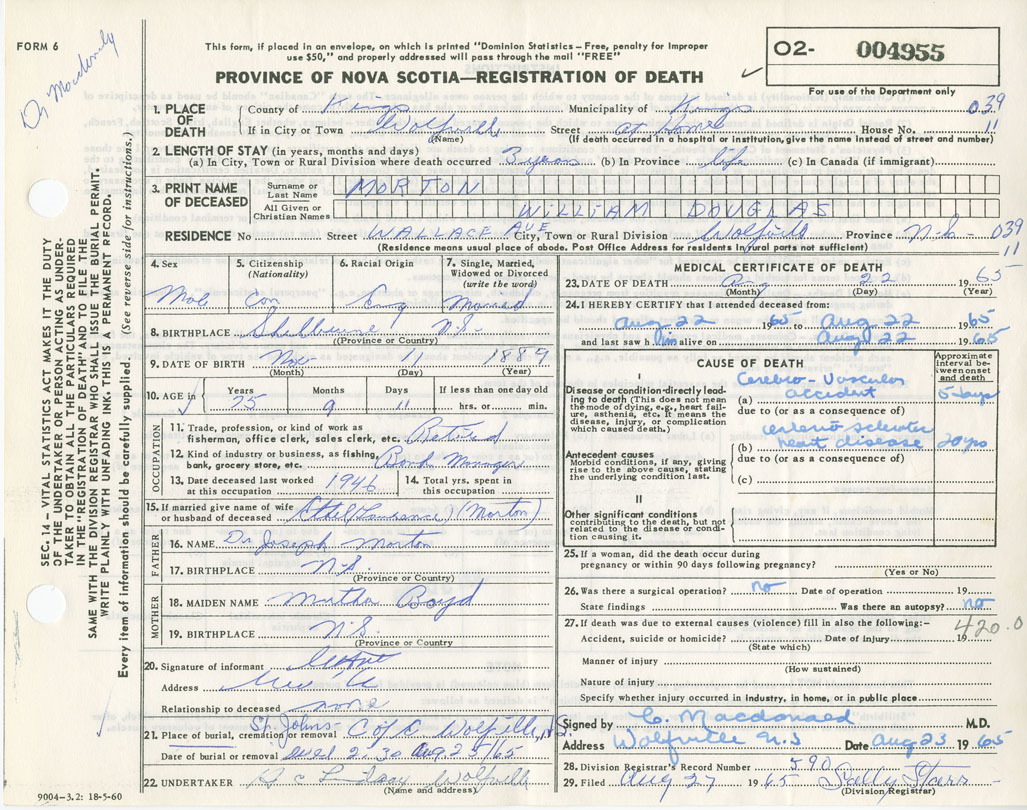 FORM 6
Dr Macdonald
This form, if placed in an envelope, on which is printed "Dominion Statistics – Free, penalty for Improper
use $50," and properly addressed will pass through the mail "FREE"
PROVINCE OF NOVA SCOTIA—REGISTRATION OF DEATH
O2- 004955
For use of the Department only
1. PLACE OF DEATH
County of Kings Municipality of Kings 039
If in City or Town Wolfville Street at home House No. 11
(Name) (If death occurred in a hospital or institution, give the name instead of street and number)
2. LENGTH OF STAY (in years, months and days)
(a) In City, Town or Rural Division where death occurred 3 years (b) In Province life (c) In Canada (if immigrant)
3. PRINT NAME OF DECEASED
Surname or Last Name MORTON
All Given or Christian Names WILLIAM DOUGLAS
RESIDENCE No Street WALLACE AVE City, Town or Rural Division Wolfville Province N.S. – 039
11
(Residence means usual place of abode. Post Office Address for residents in rural parts not sufficient)
4. Sex
Male
5. Citizenship (Nationality)
Can
6. Racial Origin
Eng
7. Single, Married, Widowed or Divorced (write the word)
Married
8. BIRTHPLACE Shelburne N.S.
(Province or Country)
9. DATE OF BIRTH Nov 11 1889
(Month) (Day) (Year)
10. AGE in Years Months Days If less than one day old
75 9 11 hrs. or min.
OCCUPATION
11. Trade, profession, or kind of work as
fisherman, office clerk, sales clerk, etc. Retired
12. Kind of industry or business, as fishing,
bank, grocery store, etc. Manager
13. Date deceased last worked
at this occupation 1946
14. Total yrs. spent in
this occupation
15. If married give name of wife
or husband of deceased Ethel (Lawrence) (Morton)
FATHER
16. NAME Dr Joseph Morton
17. BIRTHPLACE N.S.
(Province or Country)
MOTHER
18. MAIDEN NAME Martha Boyd
19. BIRTHPLACE N.S.
(Province or Country
20. Signature of informant
Address
Relationship to deceased none
21. Place of burial, cremation or removal St. Johns – C of E Wolfville, N.S.
Date of burial or removal Wed 2.30 Aug 25/65
22. UNDERTAKER Lindsay Wolfville
(Name and address)
9004–3.2: 18-5-60
MEDICAL CERTIFICATE OF DEATH
23. DATE OF DEATH Aug 22 1965
(Month) (Day) (Year)
24. I HEREBY CERTIFY that I attended deceased from:
Aug 22 1965 to Aug 22 1965
and last saw him alive on Aug 22 1965
CAUSE OF DEATH
Approximate interval between onset and death
I
Disease or condition directly leading to death (This does not mean
the mode of dying, e.g., heart failure, asthenia, etc. It means the
disease, injury, or complication
which caused death.)
(a) Cerebro-Vascular accident 5 days
due to (or as a consequence of)
Antecedent causes
Morbid conditions, if any, giving
rise to the above cause, stating
the underlying condition last.
(b) arterio sclerotic heart disease 20 yrs
due to (or as a consequence of)
(c)
II
Other significant conditions
contributing to the death, but not
related to the disease or condition causing it.
25. If a woman, did the death occur during
pregnancy or within 90 days following pregnancy?
(Yes or No)
26. Was there a surgical operation? no Date of operation 19
State findings Was there an autopsy? no
27. If death was due to external causes (violence) fill in also the following:– 420.0
Accident, suicide or homicide? Date of injury 19
(State which)
Manner of injury
(How sustained)
Nature of injury
Specify whether injury occurred in industry, in home, or in public place
Signed by C. Macdonald M.D.
Address Wolfville N.S Date Aug 23 1965
28. Division Registrar's Record Number 590
29. Filed Aug 27 1965 Sally Starr
(Division Registrar)
SEC. 14 – VITAL STATISTICS ACT MAKES IT THE DUTY
OF THE UNDERTAKER OR PERSON ACTING AS UNDER-
TAKER TO OBTAIN ALL THE PARTICULARS REQUIRED
IN THE "REGISTRATION OF DEATH" AND TO FILE THE
SAME WITH THE DIVISION REGISTRAR WHO SHALL ISSUE THE BURIAL PERMIT.
WRITE PLAINLY WITH UNFADING INK. THIS IS A PERMANENT RECORD.
Every item of information should be carefully supplied. (See reverse side for instructions.)